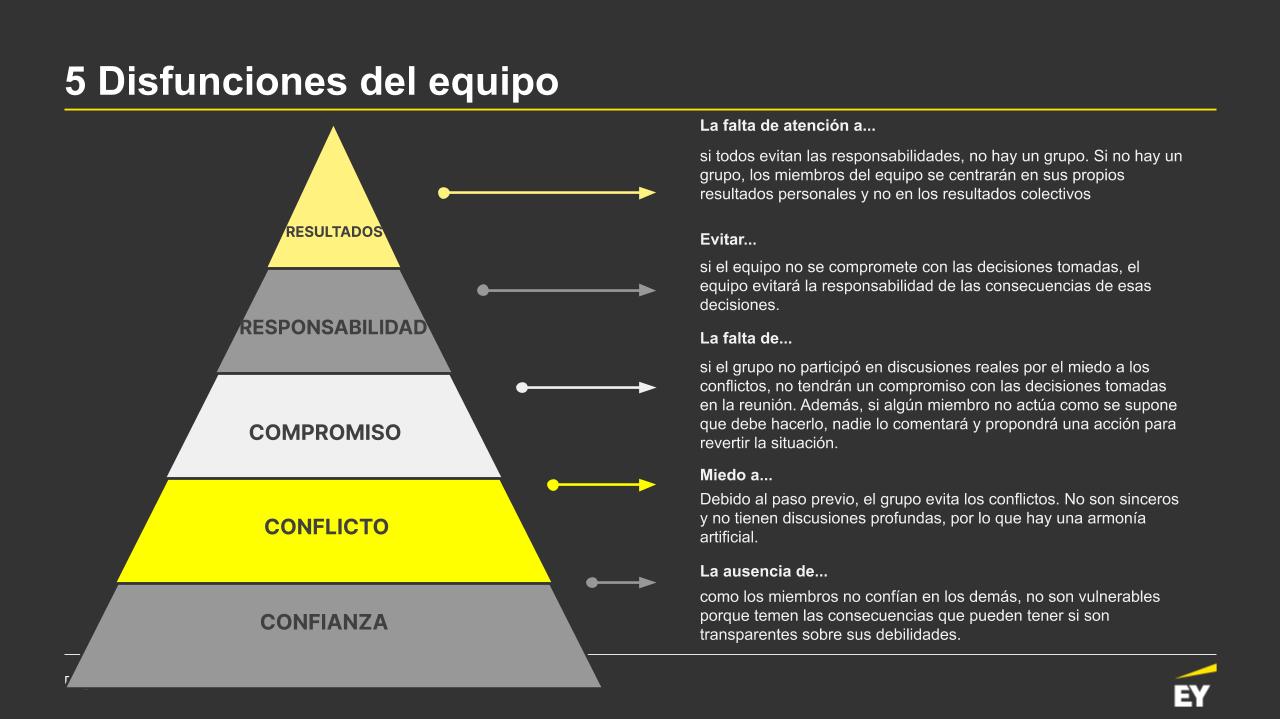 5 Disfunciones del equipo
La falta de atención a...
si todos evitan las responsabilidades, no hay un grupo. Si no hay un
grupo, los miembros del equipo se centrarán en sus propios
resultados personales y no en los resultados colectivos
RESULTADOS
Evitar...
si el equipo no se compromete con las decisiones tomadas, el
equipo evitará la responsabilidad de las consecuencias de esas
decisiones.
RESPONSABILIDAD
La falta de...
si el grupo no participó en discusiones reales por el miedo a los
conflictos, no tendrán un compromiso con las decisiones tomadas
en la reunión. Además, si algún miembro no actúa como se supone
que debe hacerlo, nadie lo comentará y propondrá una acción para
revertir la situación.
COMPROMISO
Miedo a...
Debido al paso previo, el grupo evita los conflictos. No son sinceros
y no tienen discusiones profundas, por lo que hay una armonía
artificial.
CONFLICTO
La ausencia de...
como los miembros no confían en los demás, no son vulnerables
porque temen las consecuencias que pueden tener si son
transparentes sobre sus debilidades.
CONFIANZA
EY